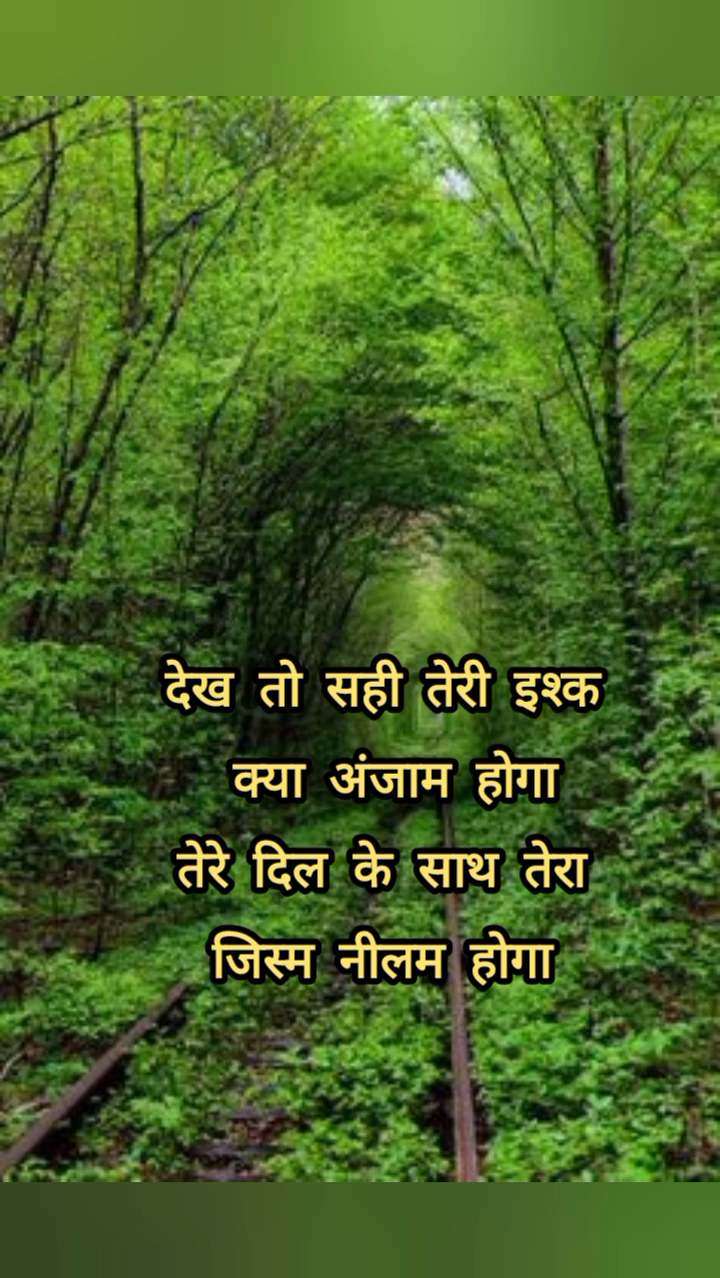 देख तो सही तेरी इश्क
क्या अंजाम होगा
तेरे दिल के साथ तेरा
जिस्म नीलम होगा